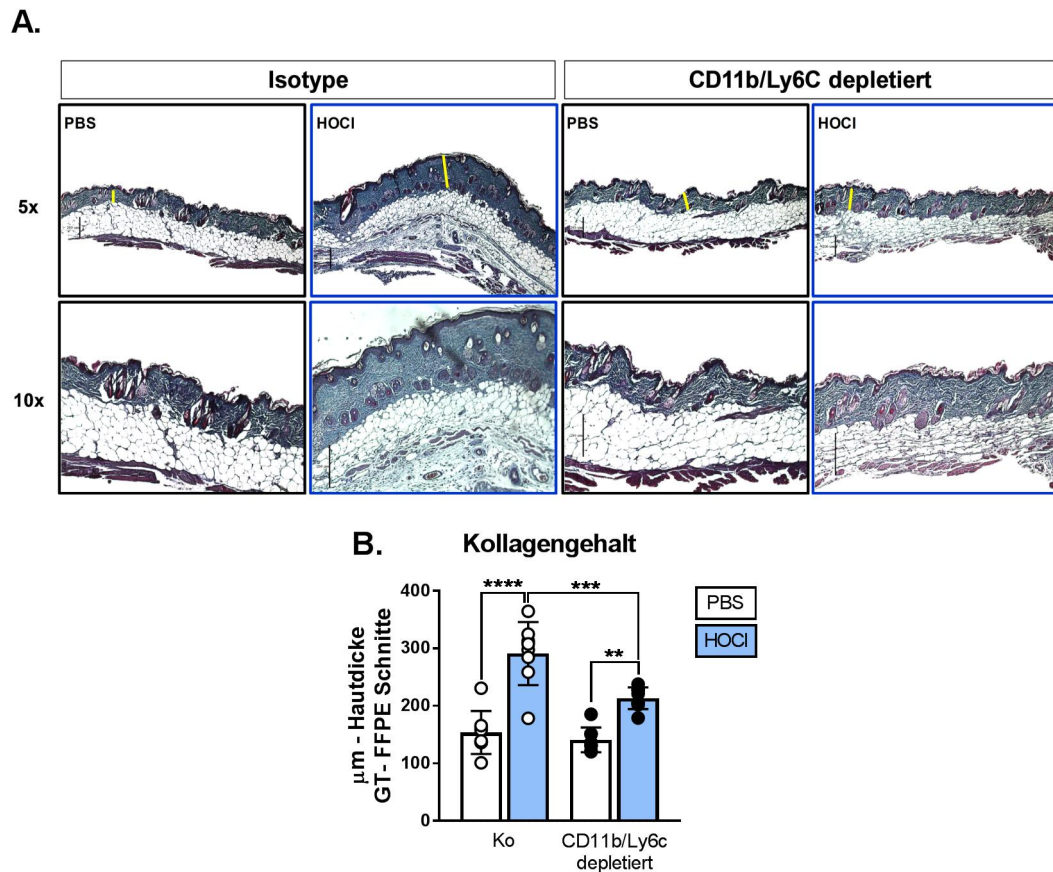 A.
Isotype
CD11b/Ly6C depletiert
PBS
HOCl
PBS
HOCl
5x
10x
B.
Kollagengehalt
µm - Hautdicke
GT- FFPE Schnitte
400
300
200
100
0
****
***
**
PBS
HOCl
Ko
CD11b/Ly6c
depletiert